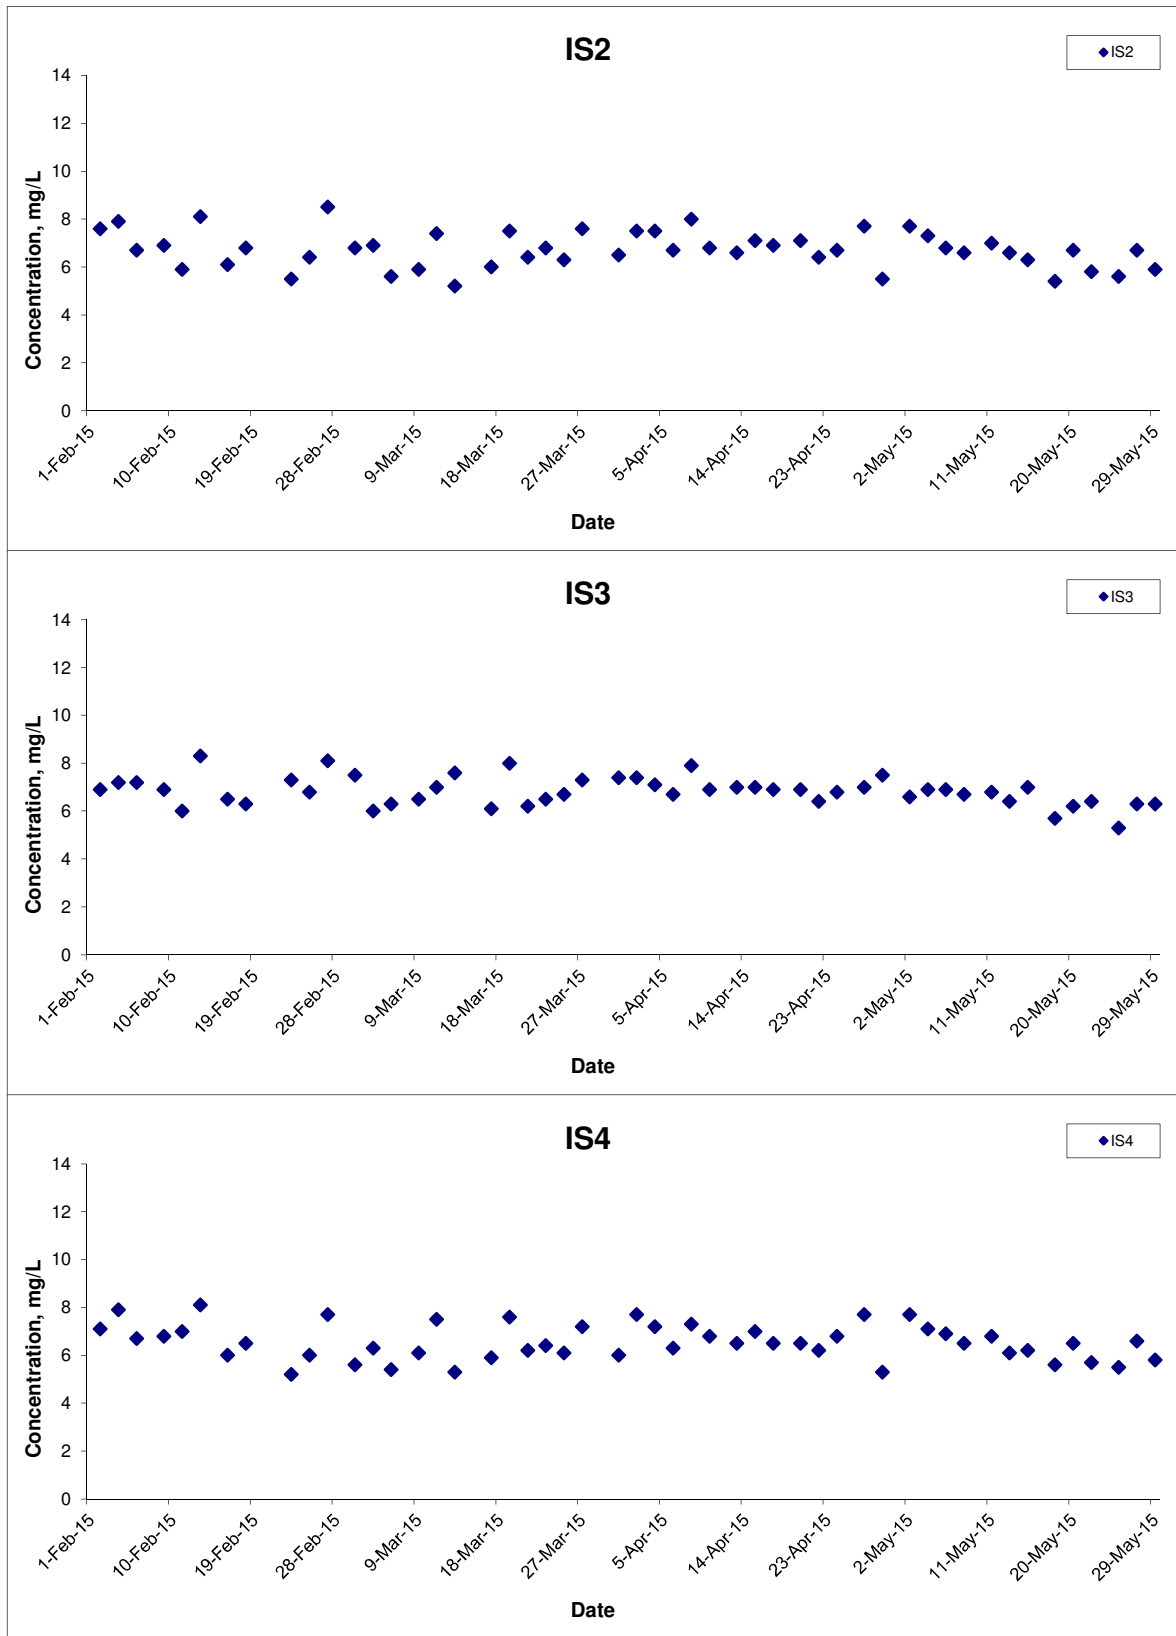 IS2
IS2
14
12
10
8
6
4
2
0
Concentration, mg/L
1-Feb-15
10-Feb-15
19-Feb-15
28-Feb-15
9-Mar-15
18-Mar-15
27-Mar-15
5-Apr-15
14-Apr-15
23-Apr-15
2-May-15
11-May-15
20-May-15
29-May-15
Date
IS3
IS3
14
12
10
8
6
4
2
0
Concentration, mg/L
1-Feb-15
10-Feb-15
19-Feb-15
28-Feb-15
9-Mar-15
18-Mar-15
27-Mar-15
5-Apr-15
14-Apr-15
23-Apr-15
2-May-15
11-May-15
20-May-15
29-May-15
Date
IS4
IS4
14
12
10
8
6
4
2
0
Concentration, mg/L
1-Feb-15
10-Feb-15
19-Feb-15
28-Feb-15
9-Mar-15
18-Mar-15
27-Mar-15
5-Apr-15
14-Apr-15
23-Apr-15
2-May-15
11-May-15
20-May-15
29-May-15
Date